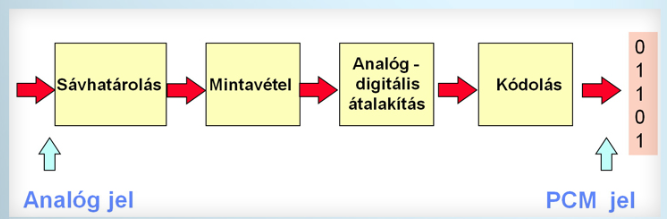 Sávhatárolás
Mintavétel
Analóg -
digitális
átalakítás
Kódolás
0
1
1
0
1
Analóg jel
PCM jel